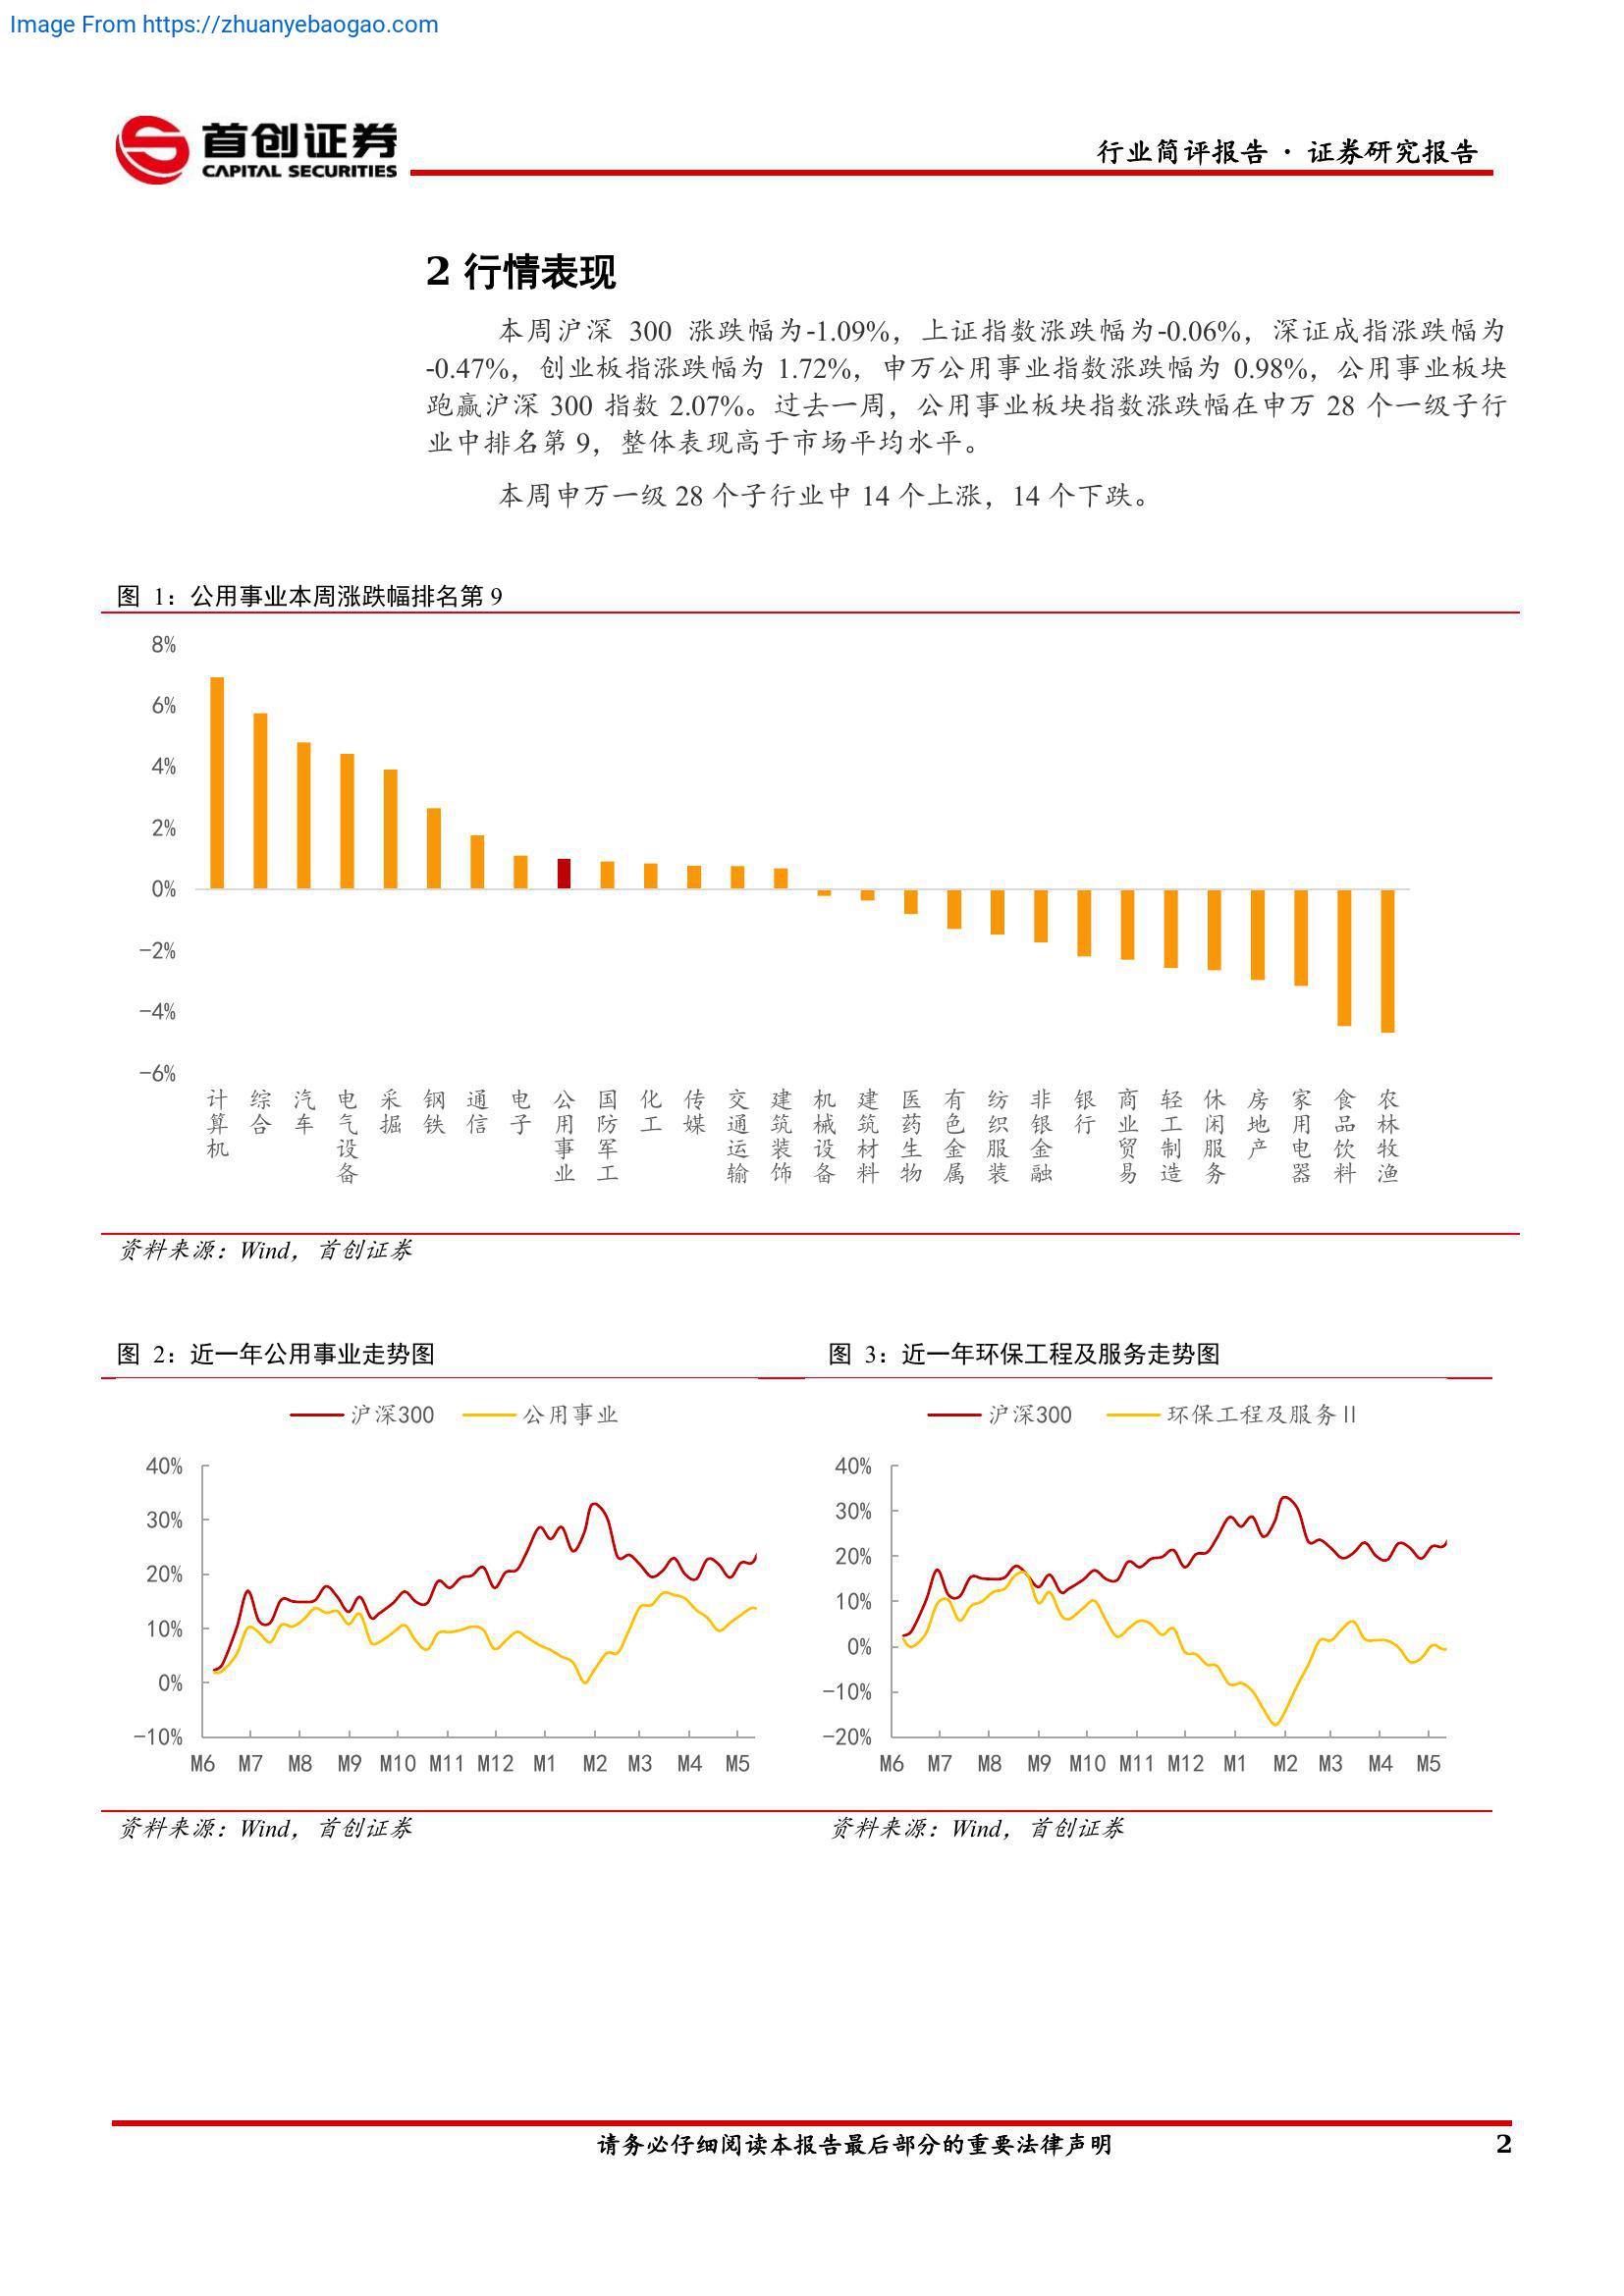 Image From https://zhuanyebaogao.com
首创证券
CAPITAL SECURITIES
行业简评报告 · 证券研究报告
2 行情表现
本周沪深 300 涨跌幅为-1.09%，上证指数涨跌幅为-0.06%，深证成指涨跌幅为
-0.47%，创业板指涨跌幅为 1.72%，申万公用事业指数涨跌幅为 0.98%，公用事业板块
跑赢沪深 300 指数 2.07%。过去一周，公用事业板块指数涨跌幅在申万 28 个一级子行
业中排名第 9，整体表现高于市场平均水平。
本周申万一级 28 个子行业中 14 个上涨，14 个下跌。
图 1：公用事业本周涨跌幅排名第 9
8%
6%
4%
2%
0%
-2%
-4%
-6%
计算机
综合
汽车
电气设备
采掘
钢铁
通信
电子
公用事业
国防军工
化工
传媒
交通运输
建筑装饰
机械设备
建筑材料
医药生物
有色金属
纺织服装
非银金融
银行
商业贸易
轻工制造
休闲服务
房地产
家用电器
食品饮料
农林牧渔
资料来源：Wind，首创证券
图 2：近一年公用事业走势图
沪深300 公用事业
40%
30%
20%
10%
0%
-10%
M6 M7 M8 M9 M10 M11 M12 M1 M2 M3 M4 M5
资料来源：Wind，首创证券
图 3：近一年环保工程及服务走势图
沪深300 环保工程及服务Ⅱ
40%
30%
20%
10%
0%
-10%
-20%
M6 M7 M8 M9 M10 M11 M12 M1 M2 M3 M4 M5
资料来源：Wind，首创证券
请务必仔细阅读本报告最后部分的重要法律声明
2